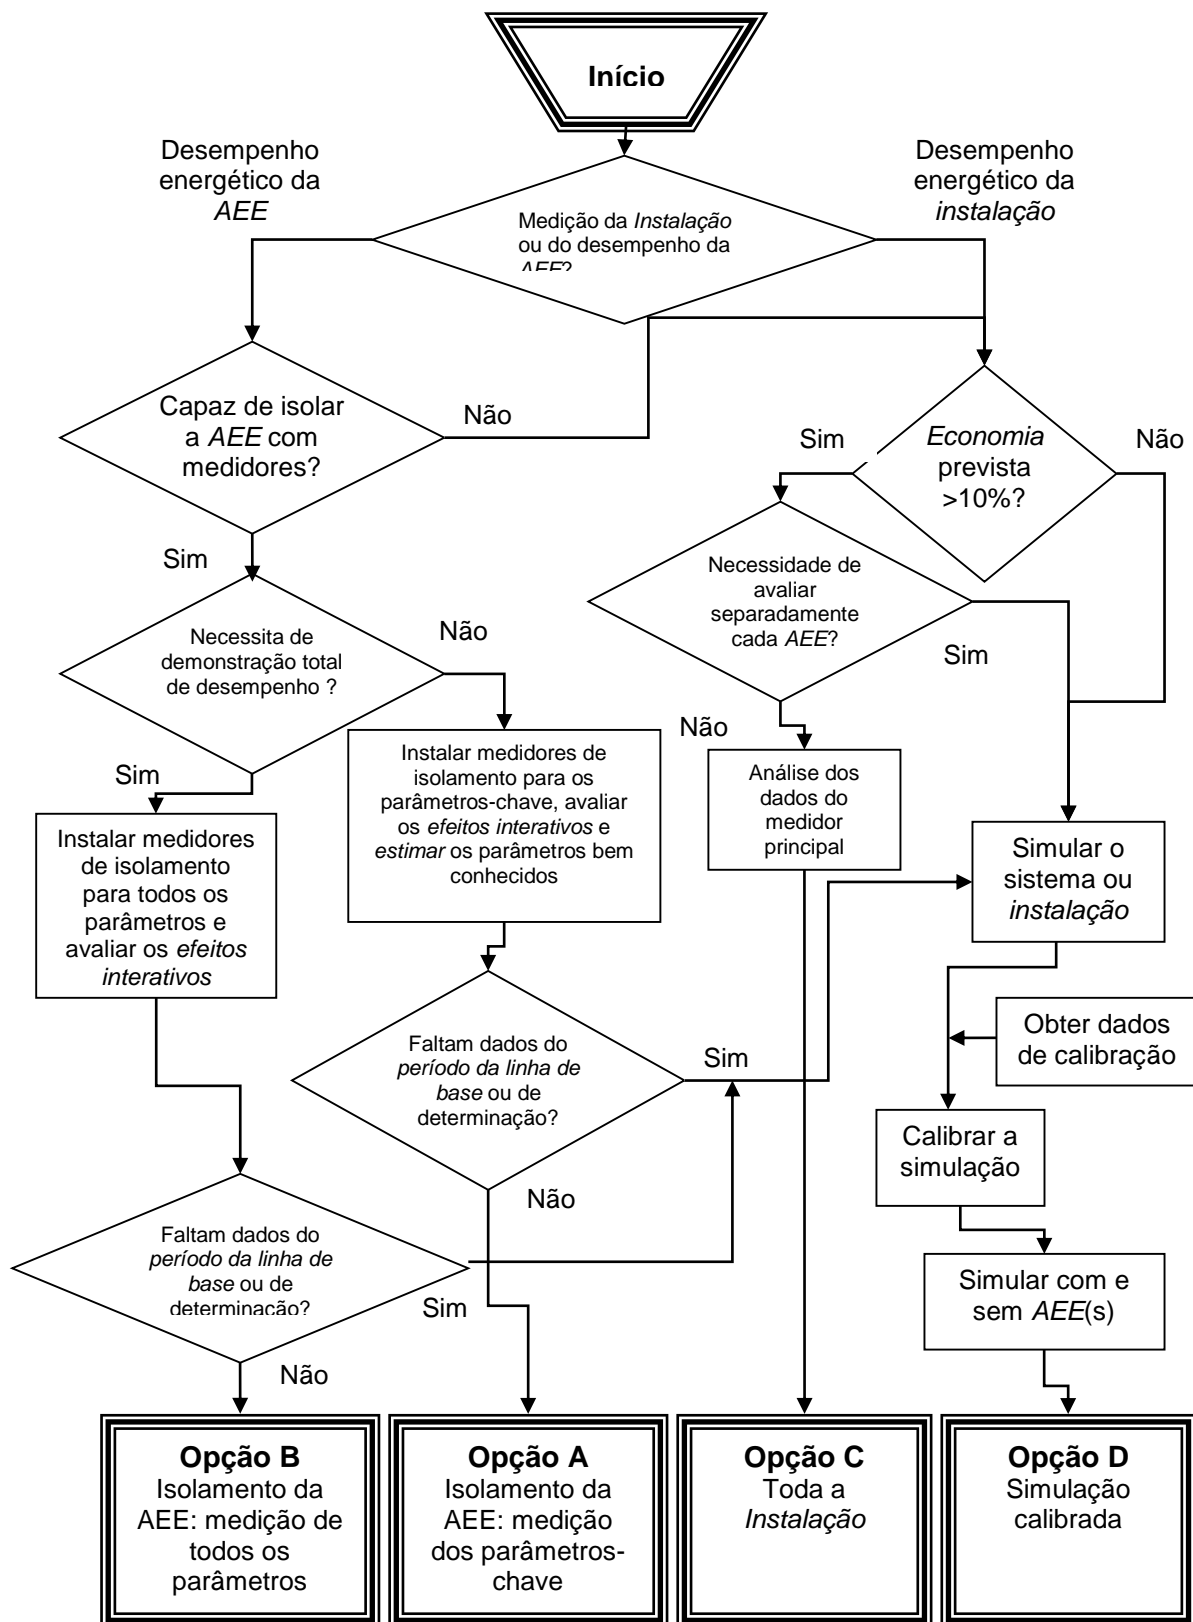 Início
Desempenho
energético da
AEE
Desempenho
energético da
instalação
Medição da Instalação
ou do desempenho da
AEE?
Capaz de isolar
a AEE com
medidores?
Não
Sim
Economia
prevista
>10%?
Não
Sim
Necessidade de
avaliar
separadamente
cada AEE?
Sim
Não
Necessita de
demonstração total
de desempenho ?
Não
Sim
Instalar medidores de
isolamento para os
parâmetros-chave, avaliar
os efeitos interativos e
estimar os parâmetros bem
conhecidos
Análise dos
dados do
medidor
principal
Instalar medidores
de isolamento
para todos os
parâmetros e
avaliar os efeitos
interativos
Simular o
sistema ou
instalação
Faltam dados do
período da linha de
base ou de
determinação?
Sim
Não
Obter dados
de calibração
Calibrar a
simulação
Faltam dados do
período da linha de
base ou de
determinação?
Sim
Não
Simular com e
sem AEE(s)
Opção B
Isolamento da
AEE: medição de
todos os
parâmetros
Opção A
Isolamento da
AEE: medição
dos parâmetros-
chave
Opção C
Toda a
Instalação
Opção D
Simulação
calibrada